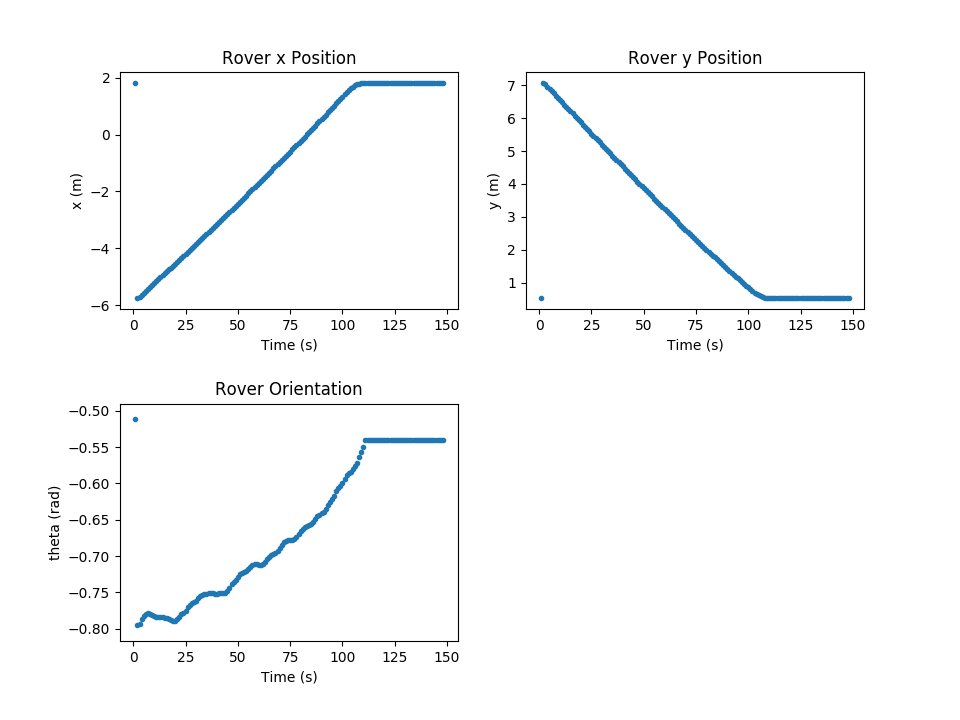 Rover x Position
x (m)
2
0
−2
−4
−6
0 25 50 75 100 125 150
Time (s)
Rover y Position
y (m)
7
6
5
4
3
2
1
0 25 50 75 100 125 150
Time (s)
Rover Orientation
theta (rad)
−0.50
−0.55
−0.60
−0.65
−0.70
−0.75
−0.80
0 25 50 75 100 125 150
Time (s)